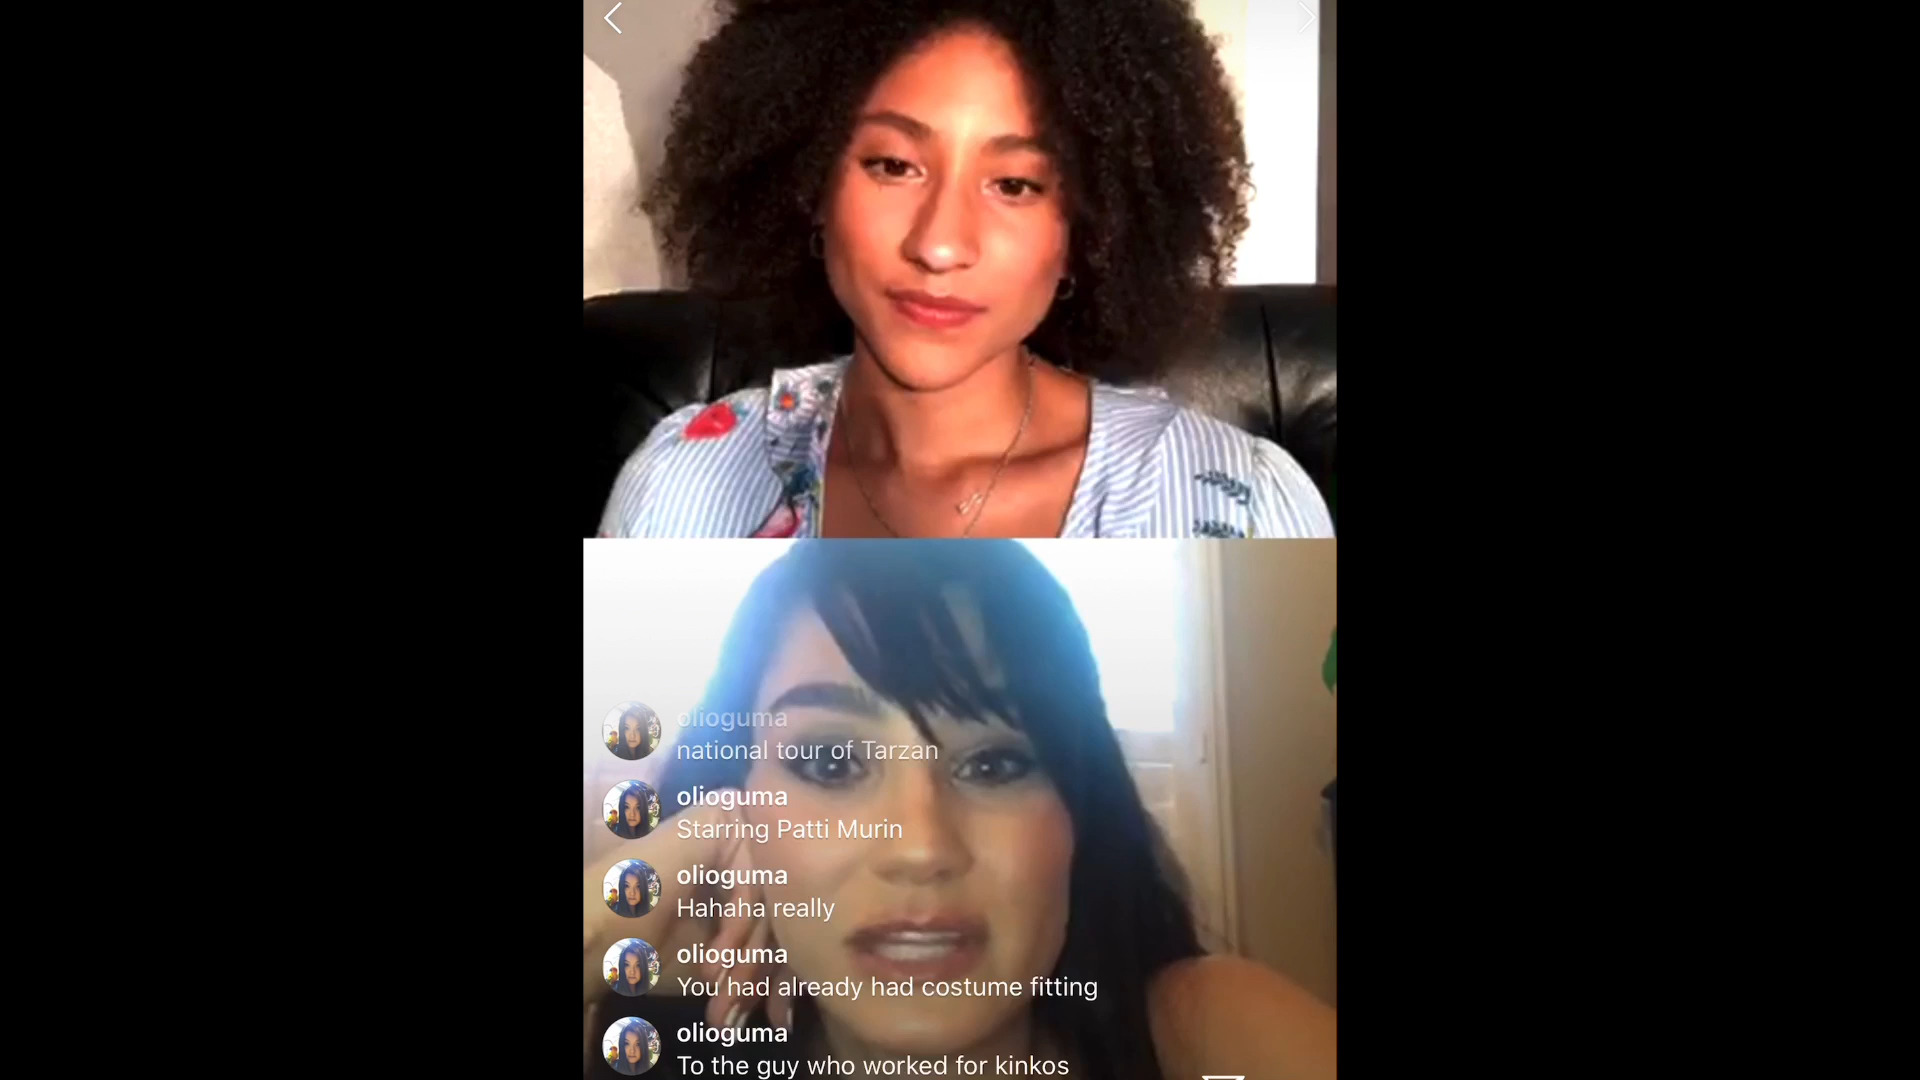 olioguma
national tour of Tarzan
olioguma
Starring Patti Murin
olioguma
Hahaha really
olioguma
You had already had costume fitting
olioguma
To the guy who worked for kinkos